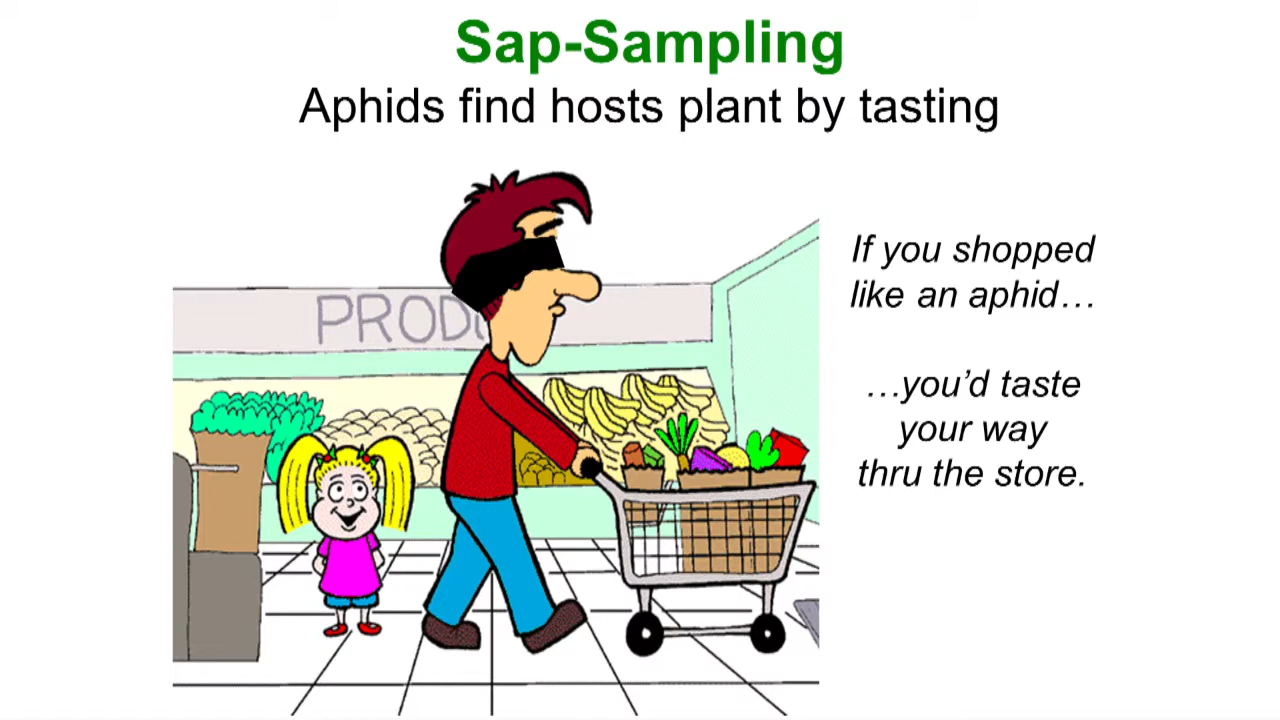 Sap-Sampling
Aphids find hosts plant by tasting
PRODU
If you shopped
like an aphid…
…you’d taste
your way
thru the store.